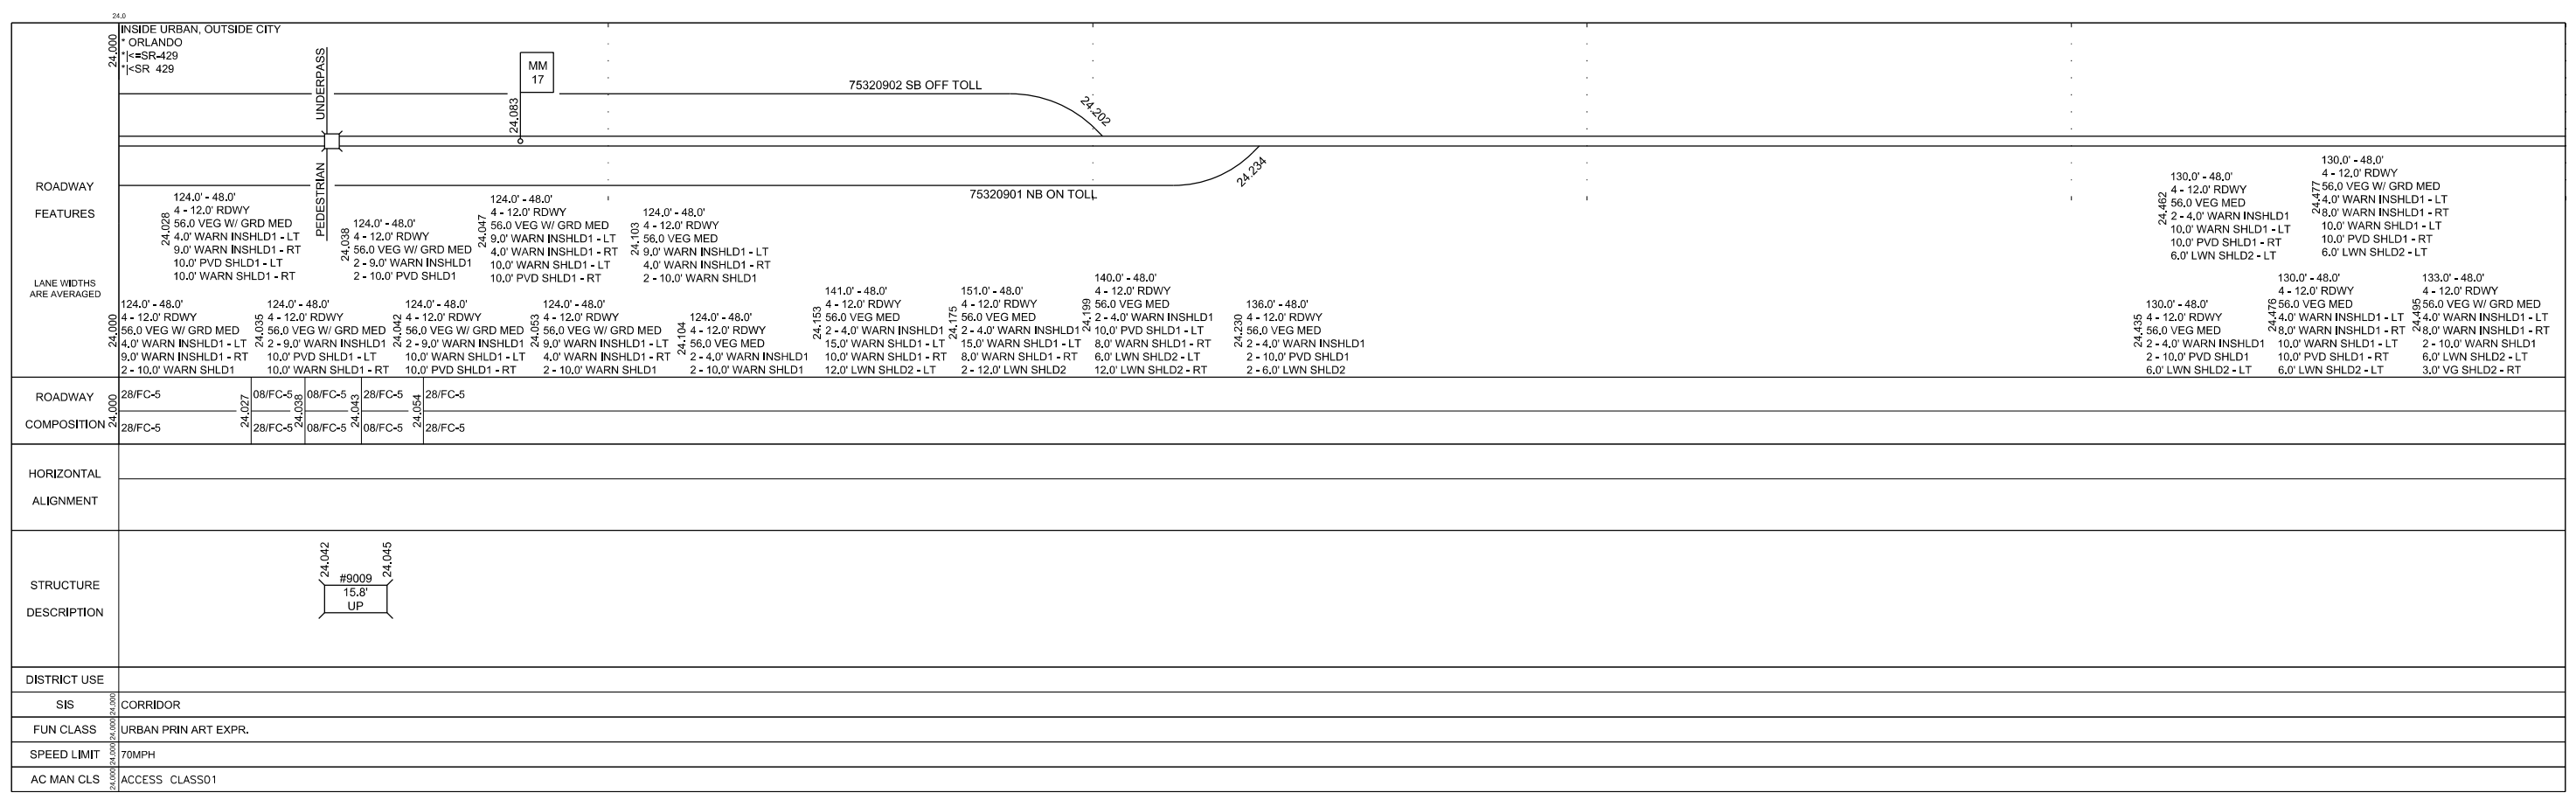 24.0
24.000
INSIDE URBAN, OUTSIDE CITY
* ORLANDO
*|<=SR-429
*|<SR 429
UNDERPASS
PEDESTRIAN
MM
17
24.083
75320902 SB OFF TOLL
24.202
75320901 NB ON TOLL
24.234
ROADWAY
FEATURES
LANE WIDTHS
ARE AVERAGED
24.028
124.0' - 48.0'
4 - 12.0' RDWY
56.0 VEG W/ GRD MED
4.0' WARN INSHLD1 - LT
9.0' WARN INSHLD1 - RT
10.0' PVD SHLD1 - LT
10.0' WARN SHLD1 - RT
24.038
124.0' - 48.0'
4 - 12.0' RDWY
56.0 VEG W/ GRD MED
2 - 9.0' WARN INSHLD1
2 - 10.0' PVD SHLD1
24.047
124.0' - 48.0'
4 - 12.0' RDWY
56.0 VEG W/ GRD MED
9.0' WARN INSHLD1 - LT
4.0' WARN INSHLD1 - RT
10.0' WARN SHLD1 - LT
10.0' PVD SHLD1 - RT
24.103
124.0' - 48.0'
4 - 12.0' RDWY
56.0 VEG MED
9.0' WARN INSHLD1 - LT
4.0' WARN INSHLD1 - RT
2 - 10.0' WARN SHLD1
24.462
130.0' - 48.0'
4 - 12.0' RDWY
56.0 VEG MED
2 - 4.0' WARN INSHLD1
10.0' WARN SHLD1 - LT
10.0' PVD SHLD1 - RT
6.0' LWN SHLD2 - LT
24.477
130.0' - 48.0'
4 - 12.0' RDWY
56.0 VEG W/ GRD MED
4.0' WARN INSHLD1 - LT
8.0' WARN INSHLD1 - RT
10.0' WARN SHLD1 - LT
10.0' PVD SHLD1 - RT
6.0' LWN SHLD2 - LT
24.000
124.0' - 48.0'
4 - 12.0' RDWY
56.0 VEG W/ GRD MED
4.0' WARN INSHLD1 - LT
9.0' WARN INSHLD1 - RT
2 - 10.0' WARN SHLD1
24.035
124.0' - 48.0'
4 - 12.0' RDWY
56.0 VEG W/ GRD MED
2 - 9.0' WARN INSHLD1
10.0' PVD SHLD1 - LT
10.0' WARN SHLD1 - RT
24.042
124.0' - 48.0'
4 - 12.0' RDWY
56.0 VEG W/ GRD MED
2 - 9.0' WARN INSHLD1
10.0' WARN SHLD1 - LT
10.0' PVD SHLD1 - RT
24.053
124.0' - 48.0'
4 - 12.0' RDWY
56.0 VEG W/ GRD MED
9.0' WARN INSHLD1 - LT
4.0' WARN INSHLD1 - RT
2 - 10.0' WARN SHLD1
24.104
124.0' - 48.0'
4 - 12.0' RDWY
56.0 VEG MED
2 - 4.0' WARN INSHLD1
2 - 10.0' WARN SHLD1
24.153
141.0' - 48.0'
4 - 12.0' RDWY
56.0 VEG MED
2 - 4.0' WARN INSHLD1
15.0' WARN SHLD1 - LT
10.0' WARN SHLD1 - RT
12.0' LWN SHLD2 - LT
24.175
151.0' - 48.0'
4 - 12.0' RDWY
56.0 VEG MED
2 - 4.0' WARN INSHLD1
15.0' WARN SHLD1 - LT
8.0' WARN SHLD1 - RT
2 - 12.0' LWN SHLD2
24.199
140.0' - 48.0'
4 - 12.0' RDWY
56.0 VEG MED
2 - 4.0' WARN INSHLD1
10.0' PVD SHLD1 - LT
8.0' WARN SHLD1 - RT
6.0' LWN SHLD2 - LT
12.0' LWN SHLD2 - RT
24.230
136.0' - 48.0'
4 - 12.0' RDWY
56.0 VEG MED
2 - 4.0' WARN INSHLD1
2 - 10.0' PVD SHLD1
2 - 6.0' LWN SHLD2
24.435
130.0' - 48.0'
4 - 12.0' RDWY
56.0 VEG MED
2 - 4.0' WARN INSHLD1
2 - 10.0' PVD SHLD1
6.0' LWN SHLD2 - LT
24.476
130.0' - 48.0'
4 - 12.0' RDWY
56.0 VEG MED
4.0' WARN INSHLD1 - LT
8.0' WARN INSHLD1 - RT
10.0' WARN SHLD1 - LT
10.0' PVD SHLD1 - RT
6.0' LWN SHLD2 - LT
24.495
133.0' - 48.0'
4 - 12.0' RDWY
56.0 VEG W/ GRD MED
4.0' WARN INSHLD1 - LT
8.0' WARN INSHLD1 - RT
2 - 10.0' WARN SHLD1
6.0' LWN SHLD2 - LT
3.0' VG SHLD2 - RT
ROADWAY
COMPOSITION
24.000
28/FC-5
28/FC-5
24.027
08/FC-5
28/FC-5
24.038
08/FC-5
08/FC-5
24.043
28/FC-5
08/FC-5
24.054
28/FC-5
28/FC-5
HORIZONTAL
ALIGNMENT
STRUCTURE
DESCRIPTION
24.042
24.045
#9009
15.8'
UP
DISTRICT USE
SIS
24.000
CORRIDOR
FUN CLASS
24.000
URBAN PRIN ART EXPR.
SPEED LIMIT
24.000
70MPH
AC MAN CLS
24.000
ACCESS CLASS01